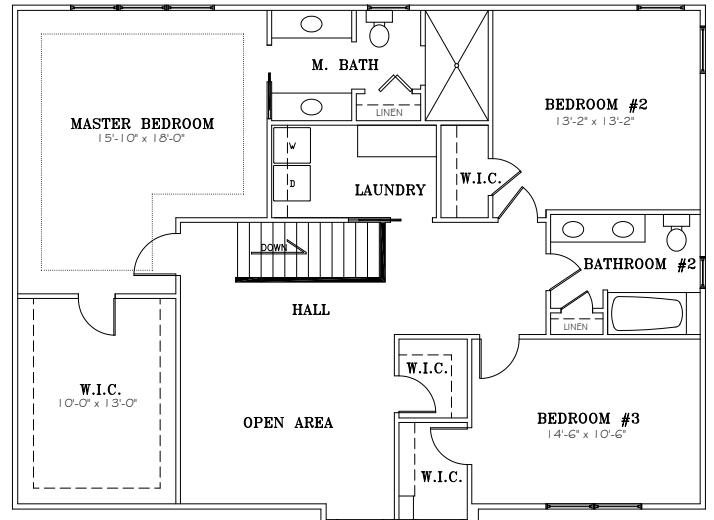 M. BATH
LINEN
MASTER BEDROOM
15'-10" x 18'-0"
BEDROOM #2
13'-2" x 13'-2"
W
D
LAUNDRY
W.I.C.
DOWN
BATHROOM #2
LINEN
HALL
W.I.C.
10'-0" x 13'-0"
W.I.C.
OPEN AREA
BEDROOM #3
14'-6" x 10'-6"
W.I.C.